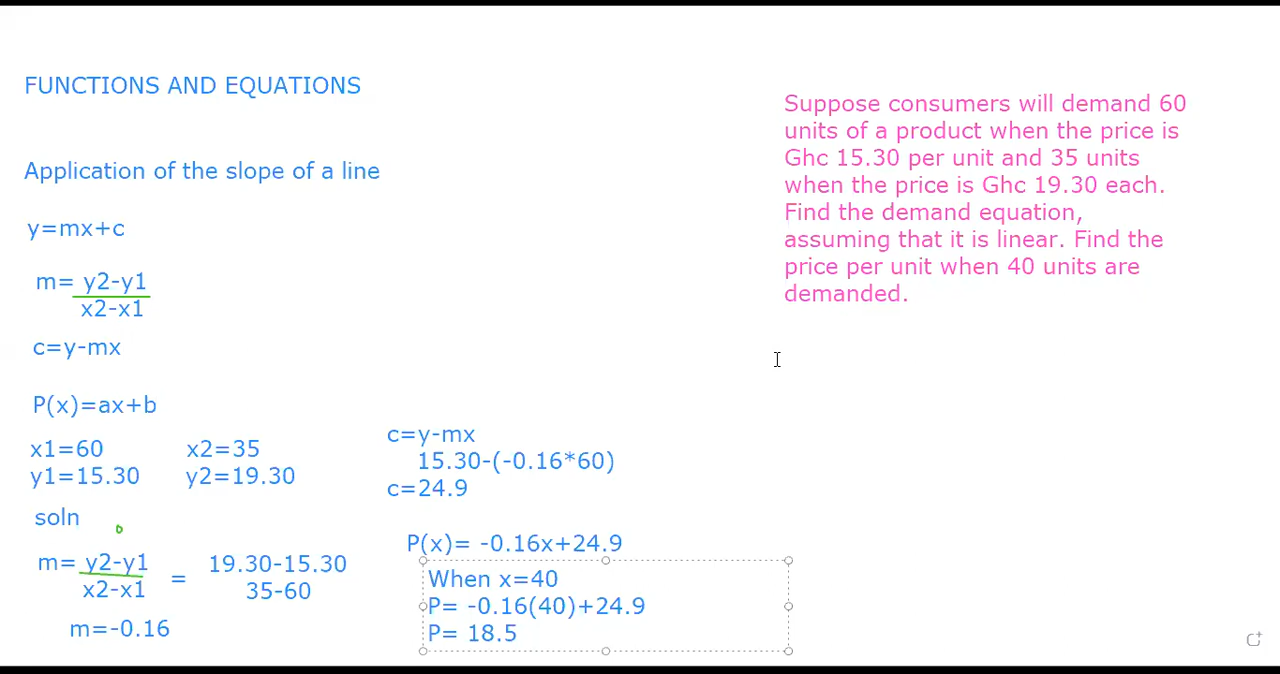 FUNCTIONS AND EQUATIONS
Application of the slope of a line
y=mx+c
m= y2-y1
x2-x1
c=y-mx
P(x)=ax+b
x1=60 x2=35
y1=15.30 y2=19.30
soln
m= y2-y1 = 19.30-15.30
x2-x1 35-60
m=-0.16
c=y-mx
15.30-(-0.16*60)
c=24.9
P(x)= -0.16x+24.9
When x=40
P= -0.16(40)+24.9
P= 18.5
Suppose consumers will demand 60
units of a product when the price is
Ghc 15.30 per unit and 35 units
when the price is Ghc 19.30 each.
Find the demand equation,
assuming that it is linear. Find the
price per unit when 40 units are
demanded.